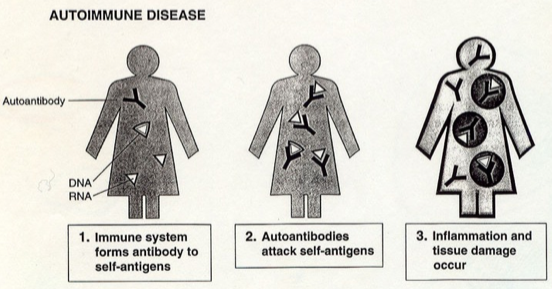 AUTOIMMUNE DISEASE
Autoantibody
DNA
RNA
1. Immune system
forms antibody to
self-antigens
2. Autoantibodies
attack self-antigens
3. Inflammation and
tissue damage
occur